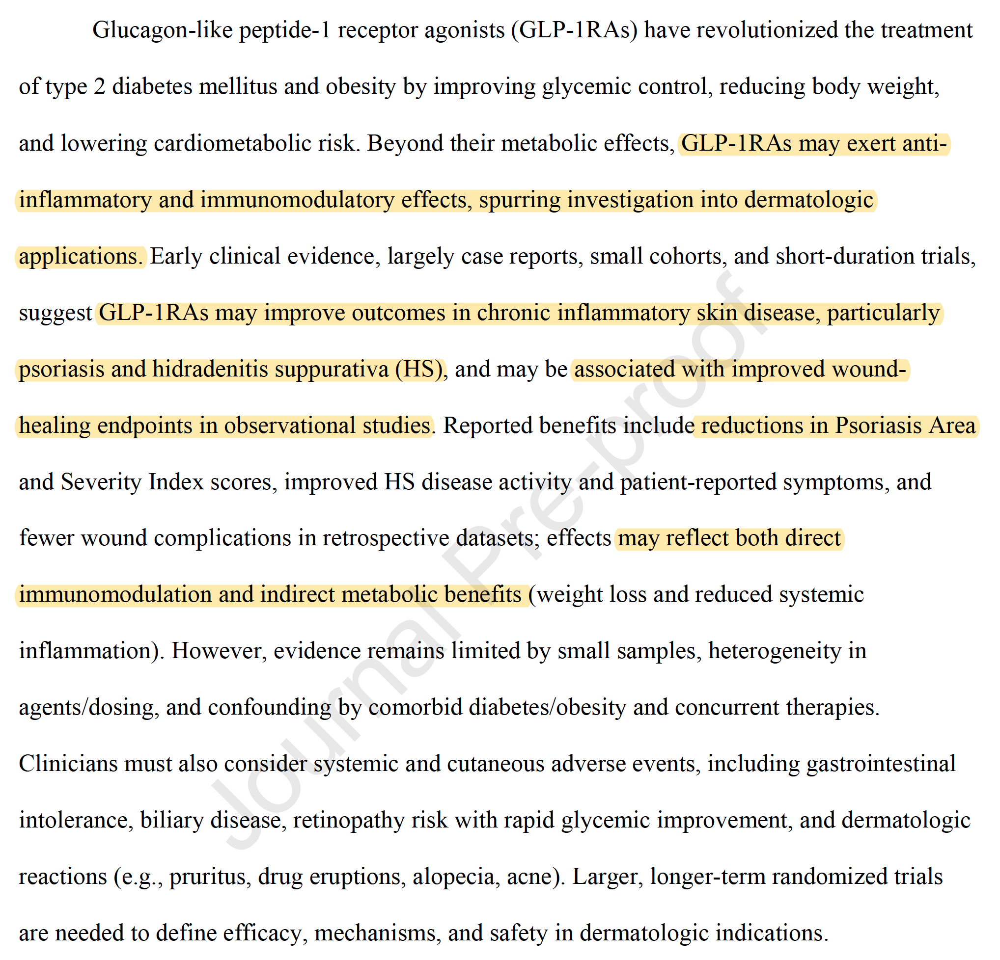 Glucagon-like peptide-1 receptor agonists (GLP-1RAs) have revolutionized the treatment
of type 2 diabetes mellitus and obesity by improving glycemic control, reducing body weight,
and lowering cardiometabolic risk. Beyond their metabolic effects, GLP-1RAs may exert anti-
inflammatory and immunomodulatory effects, spurring investigation into dermatologic
applications. Early clinical evidence, largely case reports, small cohorts, and short-duration trials,
suggest GLP-1RAs may improve outcomes in chronic inflammatory skin disease, particularly
psoriasis and hidradenitis suppurativa (HS), and may be associated with improved wound-
healing endpoints in observational studies. Reported benefits include reductions in Psoriasis Area
and Severity Index scores, improved HS disease activity and patient-reported symptoms, and
fewer wound complications in retrospective datasets; effects may reflect both direct
immunomodulation and indirect metabolic benefits (weight loss and reduced systemic
inflammation). However, evidence remains limited by small samples, heterogeneity in
agents/dosing, and confounding by comorbid diabetes/obesity and concurrent therapies.
Clinicians must also consider systemic and cutaneous adverse events, including gastrointestinal
intolerance, biliary disease, retinopathy risk with rapid glycemic improvement, and dermatologic
reactions (e.g., pruritus, drug eruptions, alopecia, acne). Larger, longer-term randomized trials
are needed to define efficacy, mechanisms, and safety in dermatologic indications.
Journal Pre-proof